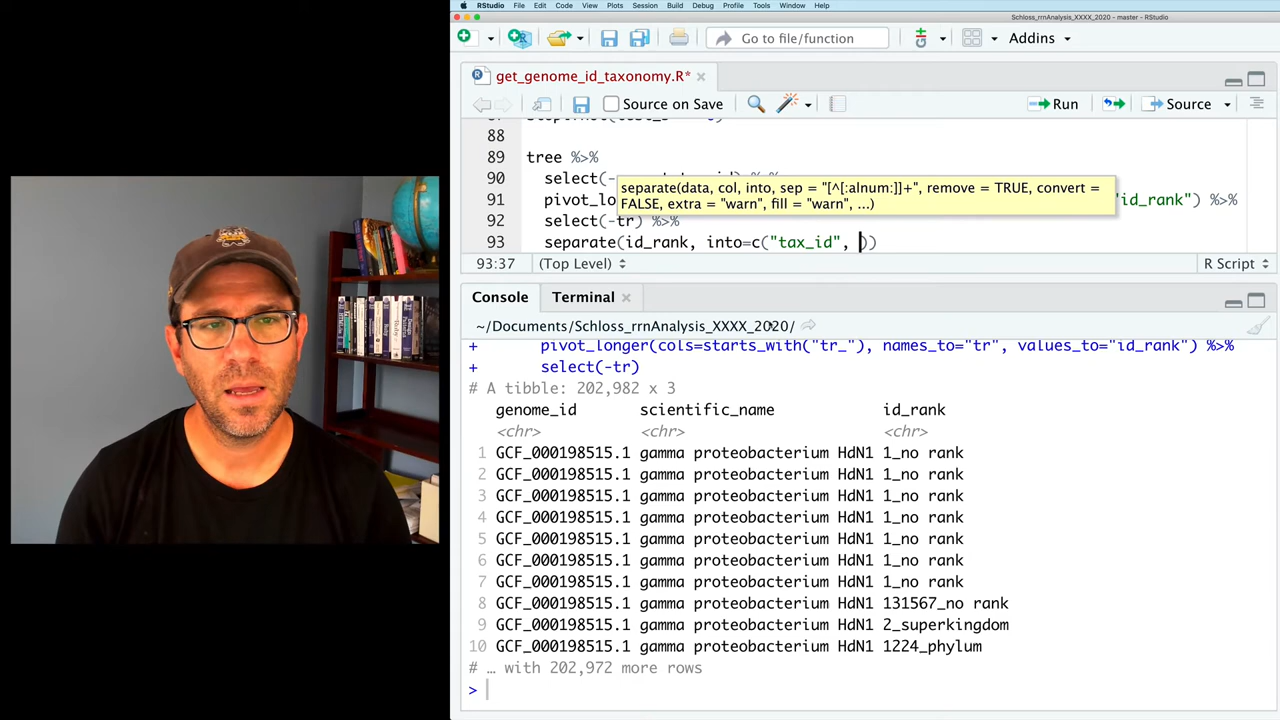 RStudio File Edit Code View Plots Session Build Debug Profile Tools Window Help
Schloss_rrnAnalysis_XXXX_2020 - master - RStudio
Go to file/function Addins
get_genome_id_taxonomy.R*
Source on Save Run Source
88
89 tree %>%
90 select(-
separate(data, col, into, sep = "[^[:alnum:]]+", remove = TRUE, convert =
FALSE, extra = "warn", fill = "warn", ...)
91 pivot_lo "id_rank") %>%
92 select(-tr) %>%
93 separate(id_rank, into=c("tax_id", ))
93:37 (Top Level) R Script
Console Terminal
~/Documents/Schloss_rrnAnalysis_XXXX_2020/
+ pivot_longer(cols=starts_with("tr_"), names_to="tr", values_to="id_rank") %>%
+ select(-tr)
# A tibble: 202,982 x 3
genome_id scientific_name id_rank
<chr> <chr> <chr>
1 GCF_000198515.1 gamma proteobacterium HdN1 1_no rank
2 GCF_000198515.1 gamma proteobacterium HdN1 1_no rank
3 GCF_000198515.1 gamma proteobacterium HdN1 1_no rank
4 GCF_000198515.1 gamma proteobacterium HdN1 1_no rank
5 GCF_000198515.1 gamma proteobacterium HdN1 1_no rank
6 GCF_000198515.1 gamma proteobacterium HdN1 1_no rank
7 GCF_000198515.1 gamma proteobacterium HdN1 1_no rank
8 GCF_000198515.1 gamma proteobacterium HdN1 131567_no rank
9 GCF_000198515.1 gamma proteobacterium HdN1 2_superkingdom
10 GCF_000198515.1 gamma proteobacterium HdN1 1224_phylum
# … with 202,972 more rows
>